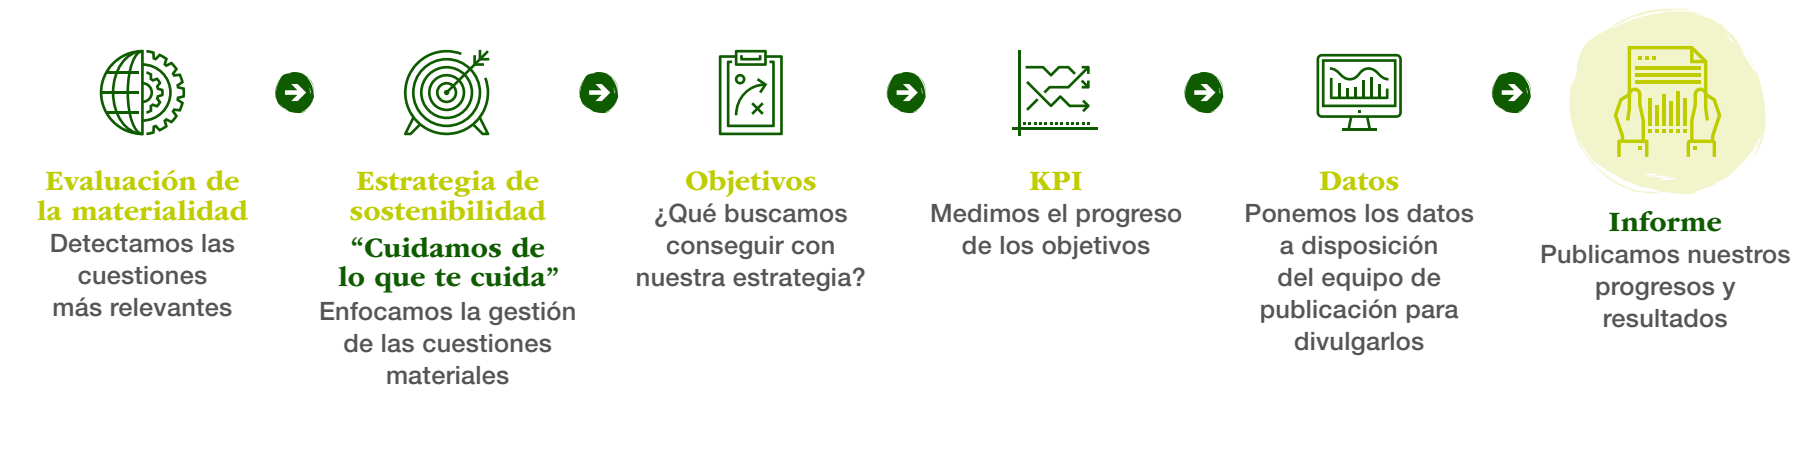 Evaluación de
la materialidad
Detectamos las
cuestiones
más relevantes
Estrategia de
sostenibilidad
“Cuidamos de
lo que te cuida”
Enfocamos la gestión
de las cuestiones
materiales
Objetivos
¿Qué buscamos
conseguir con
nuestra estrategia?
KPI
Medimos el progreso
de los objetivos
Datos
Ponemos los datos
a disposición
del equipo de
publicación para
divulgarlos
Informe
Publicamos nuestros
progresos y
resultados